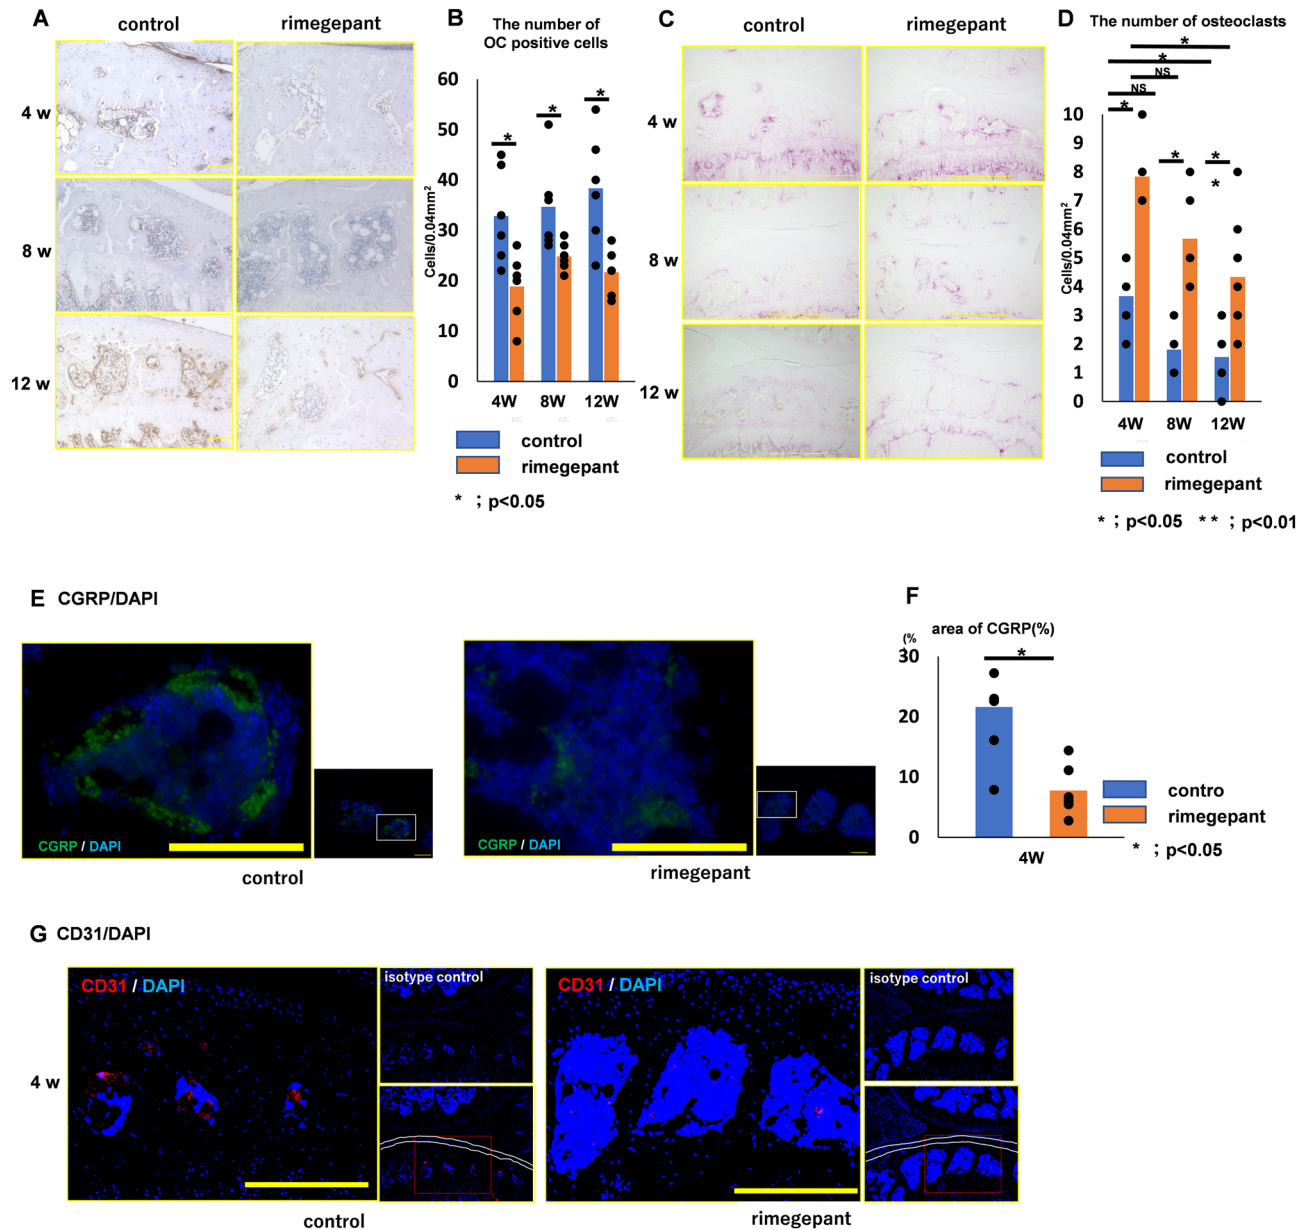 A
control
rimegepant
4 w
8 w
12 w
B
The number of
OC positive cells
Cells/0.04mm²
60
50
40
30
20
10
0
*
*
*
4W
8W
12W
control
rimegepant
* ; p<0.05
C
control
rimegepant
4 w
8 w
12 w
D
The number of osteoclasts
*
*
NS
NS
*
*
*
*
Cells/0.04mm²
10
9
8
7
6
5
4
3
2
1
0
4W
8W
12W
control
rimegepant
* ; p<0.05 ** ; p<0.01
E CGRP/DAPI
CGRP / DAPI
control
CGRP / DAPI
rimegepant
F
area of CGRP(%)
(%
30
20
10
0
*
4W
contro
rimegepant
* ; p<0.05
G CD31/DAPI
4 w
CD31 / DAPI
isotype control
control
CD31 / DAPI
isotype control
rimegepant